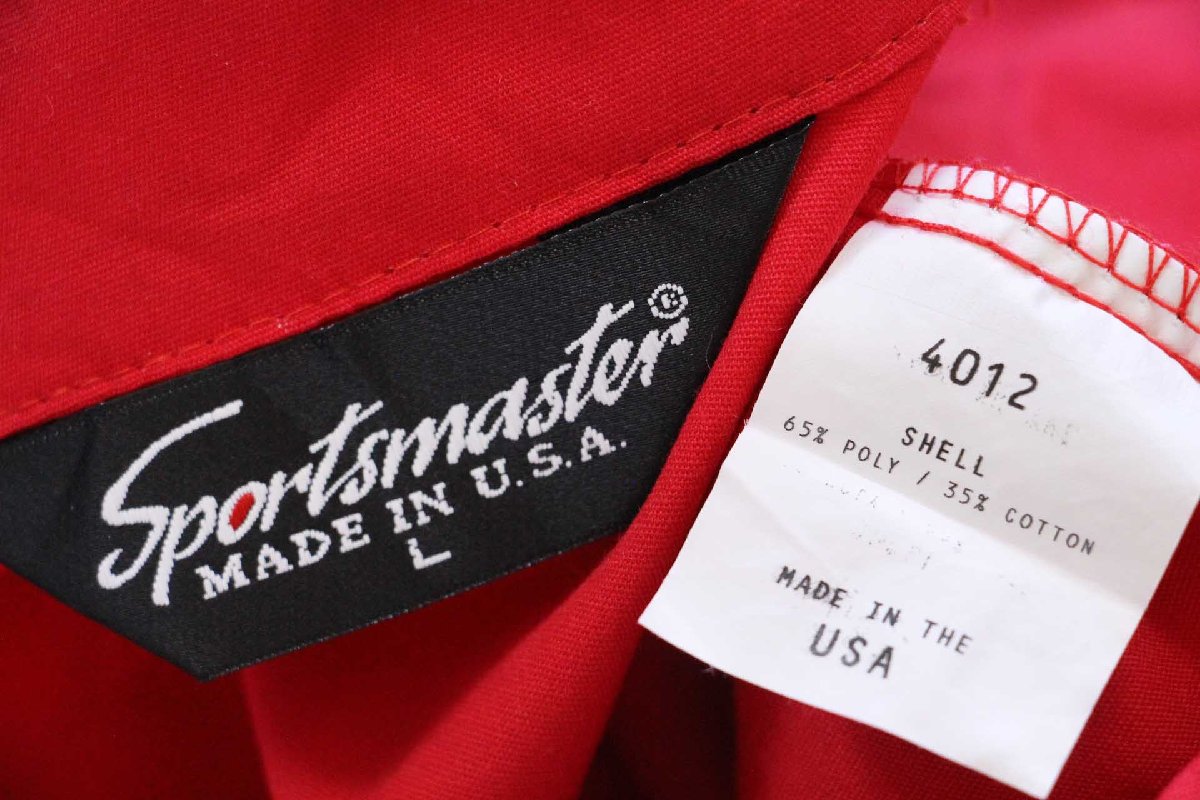 Sportsmaster®
MADE IN U.S.A.
L
4012
SHELL
65% POLY / 35% COTTON
MADE IN THE
USA